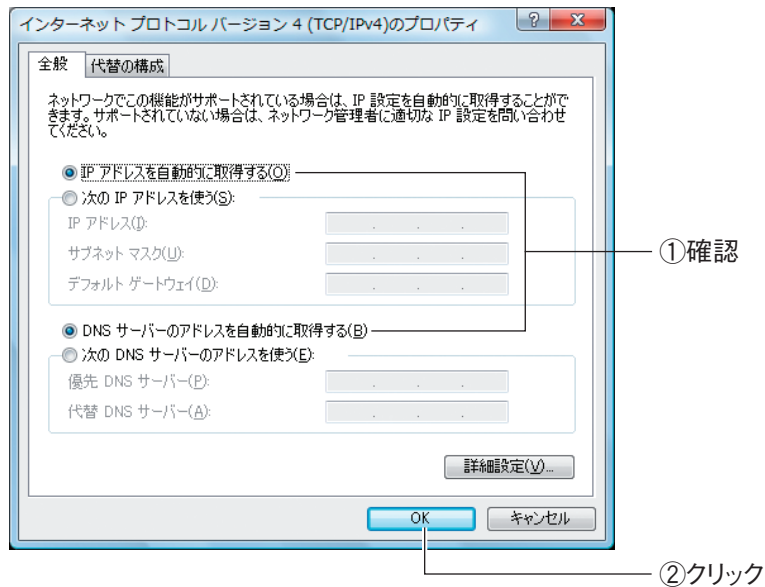 インターネット プロトコル バージョン 4 (TCP/IPv4)のプロパティ
全般
代替の構成
ネットワークでこの機能がサポートされている場合は、IP 設定を自動的に取得することがで
きます。サポートされていない場合は、ネットワーク管理者に適切な IP 設定を問い合わせ
てください。
IP アドレスを自動的に取得する(O)
次の IP アドレスを使う(S):
IP アドレス(I):
サブネット マスク(U):
デフォルト ゲートウェイ(D):
①確認
DNS サーバーのアドレスを自動的に取得する(B)
次の DNS サーバーのアドレスを使う(E):
優先 DNS サーバー(P):
代替 DNS サーバー(A):
詳細設定(V)...
OK
キャンセル
②クリック